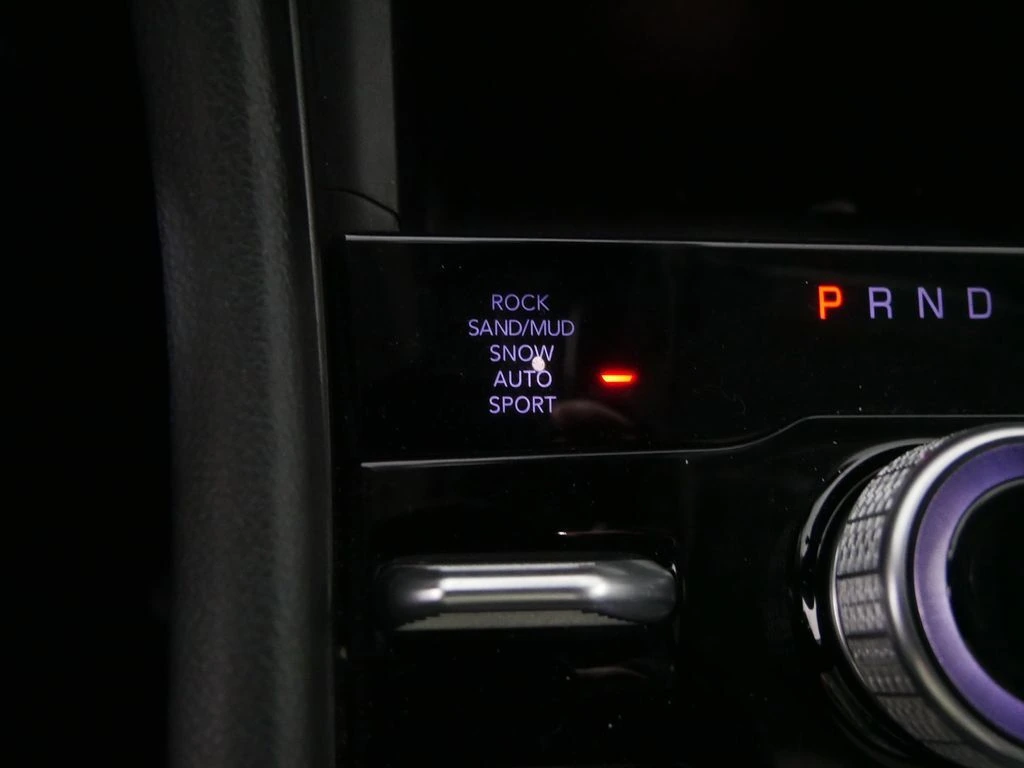 ROCK
SAND/MUD
SNOW
AUTO
SPORT
P R N D